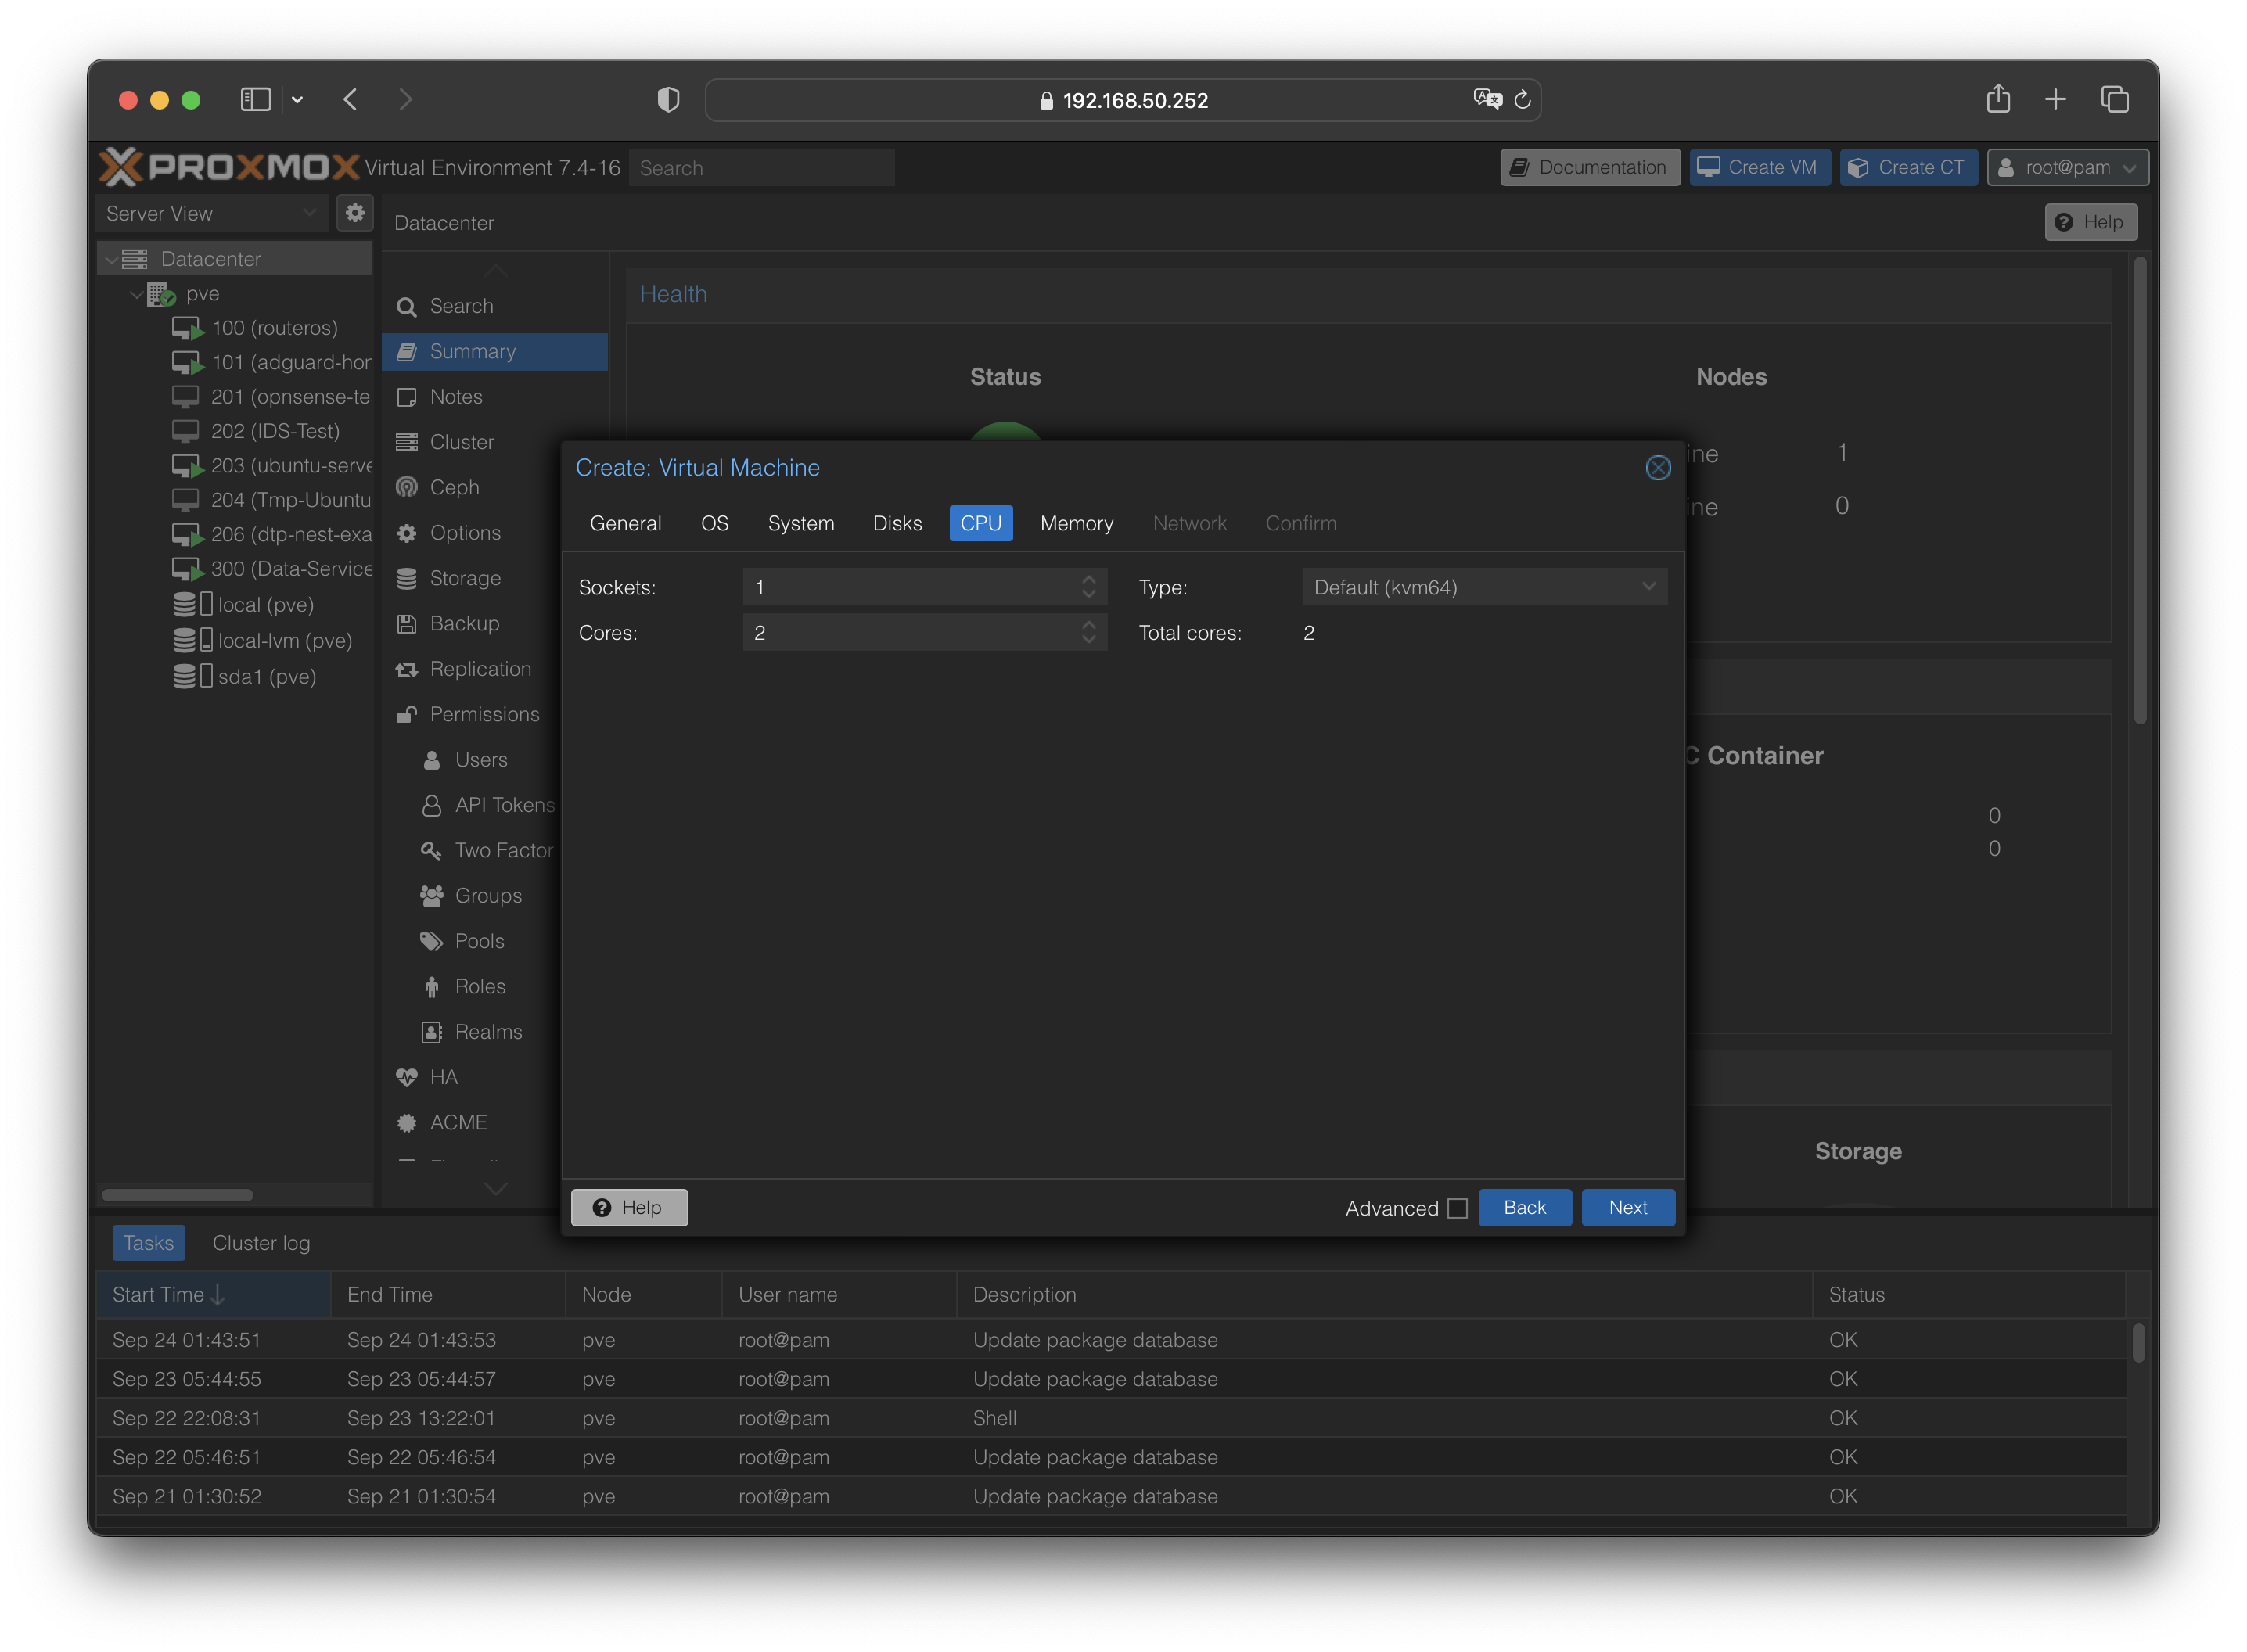 192.168.50.252
PROXMOX Virtual Environment 7.4-16 Search Documentation Create VM Create CT root@pam
Server View
Datacenter
Help
Datacenter
pve
100 (routeros)
101 (adguard-hon
201 (opnsense-te
202 (IDS-Test)
203 (ubuntu-serve
204 (Tmp-Ubuntu
206 (dtp-nest-exa
300 (Data-Service
local (pve)
local-lvm (pve)
sda1 (pve)
Search
Summary
Notes
Cluster
Ceph
Options
Storage
Backup
Replication
Permissions
Users
API Tokens
Two Factor
Groups
Pools
Roles
Realms
HA
ACME
Health
Status
Nodes
ine 1
ine 0
C Container
0
0
Storage
Create: Virtual Machine
General OS System Disks CPU Memory Network Confirm
Sockets: 1 Type: Default (kvm64)
Cores: 2 Total cores: 2
Help Advanced Back Next
Tasks Cluster log
Start Time End Time Node User name Description Status
Sep 24 01:43:51 Sep 24 01:43:53 pve root@pam Update package database OK
Sep 23 05:44:55 Sep 23 05:44:57 pve root@pam Update package database OK
Sep 22 22:08:31 Sep 23 13:22:01 pve root@pam Shell OK
Sep 22 05:46:51 Sep 22 05:46:54 pve root@pam Update package database OK
Sep 21 01:30:52 Sep 21 01:30:54 pve root@pam Update package database OK